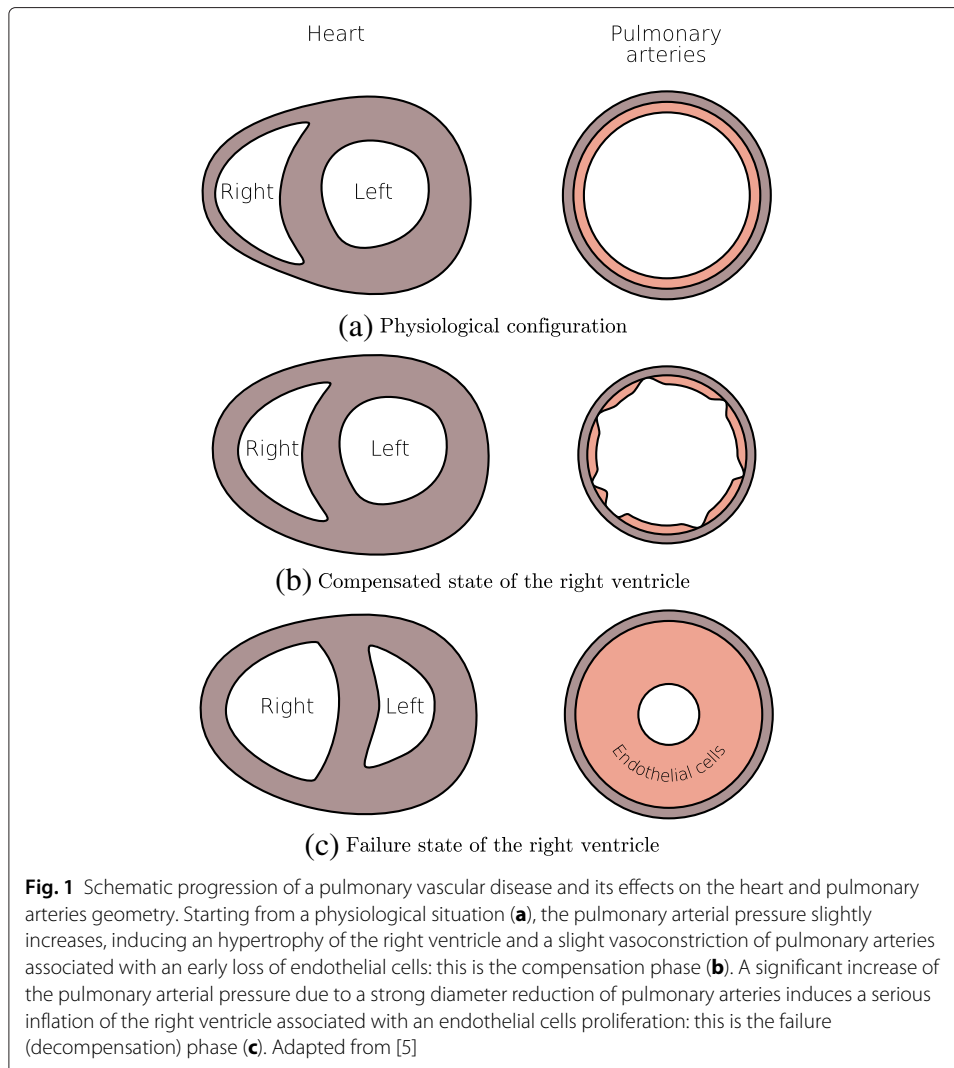 Heart
Pulmonary
arteries
Right
Left
(a) Physiological configuration
Right
Left
(b) Compensated state of the right ventricle
Right
Left
Endothelial cells
(c) Failure state of the right ventricle
Fig. 1 Schematic progression of a pulmonary vascular disease and its effects on the heart and pulmonary
arteries geometry. Starting from a physiological situation (a), the pulmonary arterial pressure slightly
increases, inducing an hypertrophy of the right ventricle and a slight vasoconstriction of pulmonary arteries
associated with an early loss of endothelial cells: this is the compensation phase (b). A significant increase of
the pulmonary arterial pressure due to a strong diameter reduction of pulmonary arteries induces a serious
inflation of the right ventricle associated with an endothelial cells proliferation: this is the failure
(decompensation) phase (c). Adapted from [5]